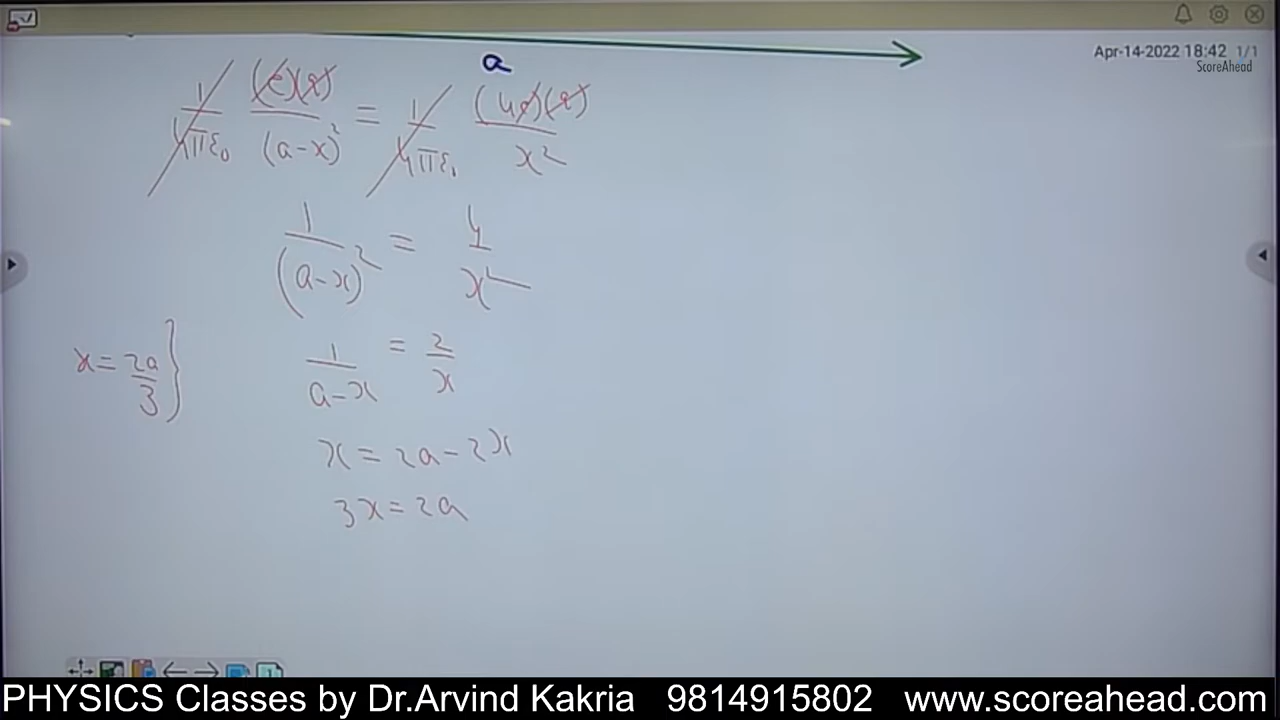 Apr-14-2022 18:42 1/1
ScoreAhead
a
1/4πε₀ (e)(q)/(a-x)² = 1/4πε₀ (4q)(q)/x²
1/(a-x)² = 4/x²
1/(a-x) = 2/x
x = 2a/3 }
x = 2a-2x
3x = 2a
PHYSICS Classes by Dr.Arvind Kakria 9814915802 www.scoreahead.com